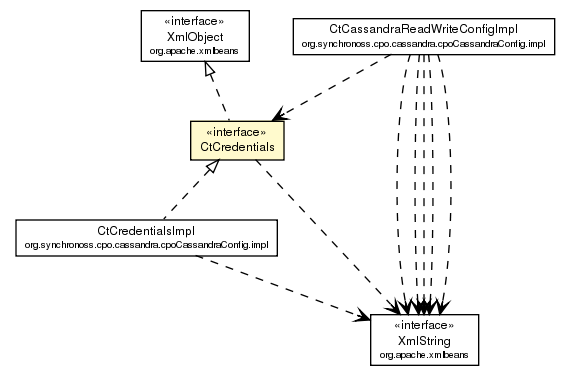 «interface»
XmlObject
org.apache.xmlbeans
CtCassandraReadWriteConfigImpl
org.synchronoss.cpo.cassandra.cpoCassandraConfig.impl
«interface»
CtCredentials
CtCredentialsImpl
org.synchronoss.cpo.cassandra.cpoCassandraConfig.impl
«interface»
XmlString
org.apache.xmlbeans